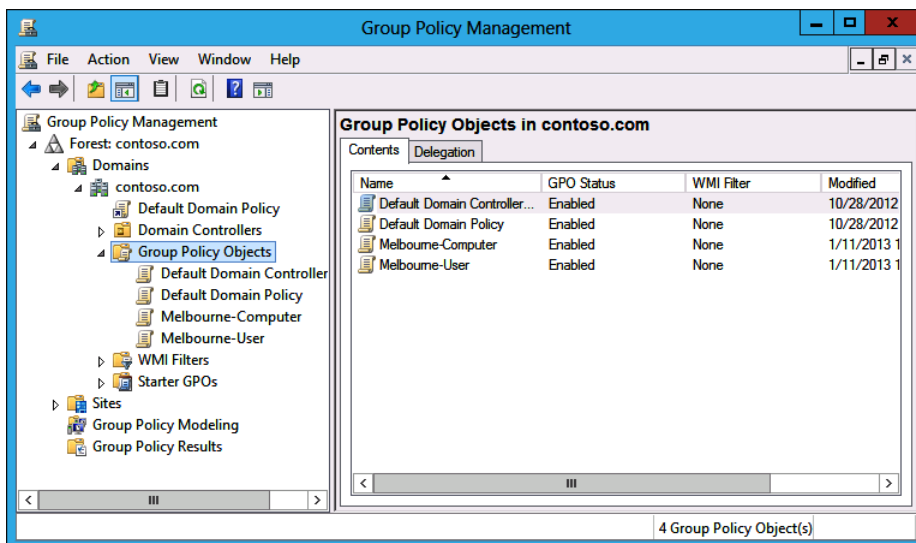 Group Policy Management
File Action View Window Help
Group Policy Management
Forest: contoso.com
Domains
contoso.com
Default Domain Policy
Domain Controllers
Group Policy Objects
Default Domain Controller
Default Domain Policy
Melbourne-Computer
Melbourne-User
WMI Filters
Starter GPOs
Sites
Group Policy Modeling
Group Policy Results
Group Policy Objects in contoso.com
Contents Delegation
Name GPO Status WMI Filter Modified
Default Domain Controller... Enabled None 10/28/2012
Default Domain Policy Enabled None 10/28/2012
Melbourne-Computer Enabled None 1/11/2013 1
Melbourne-User Enabled None 1/11/2013 1
4 Group Policy Object(s)